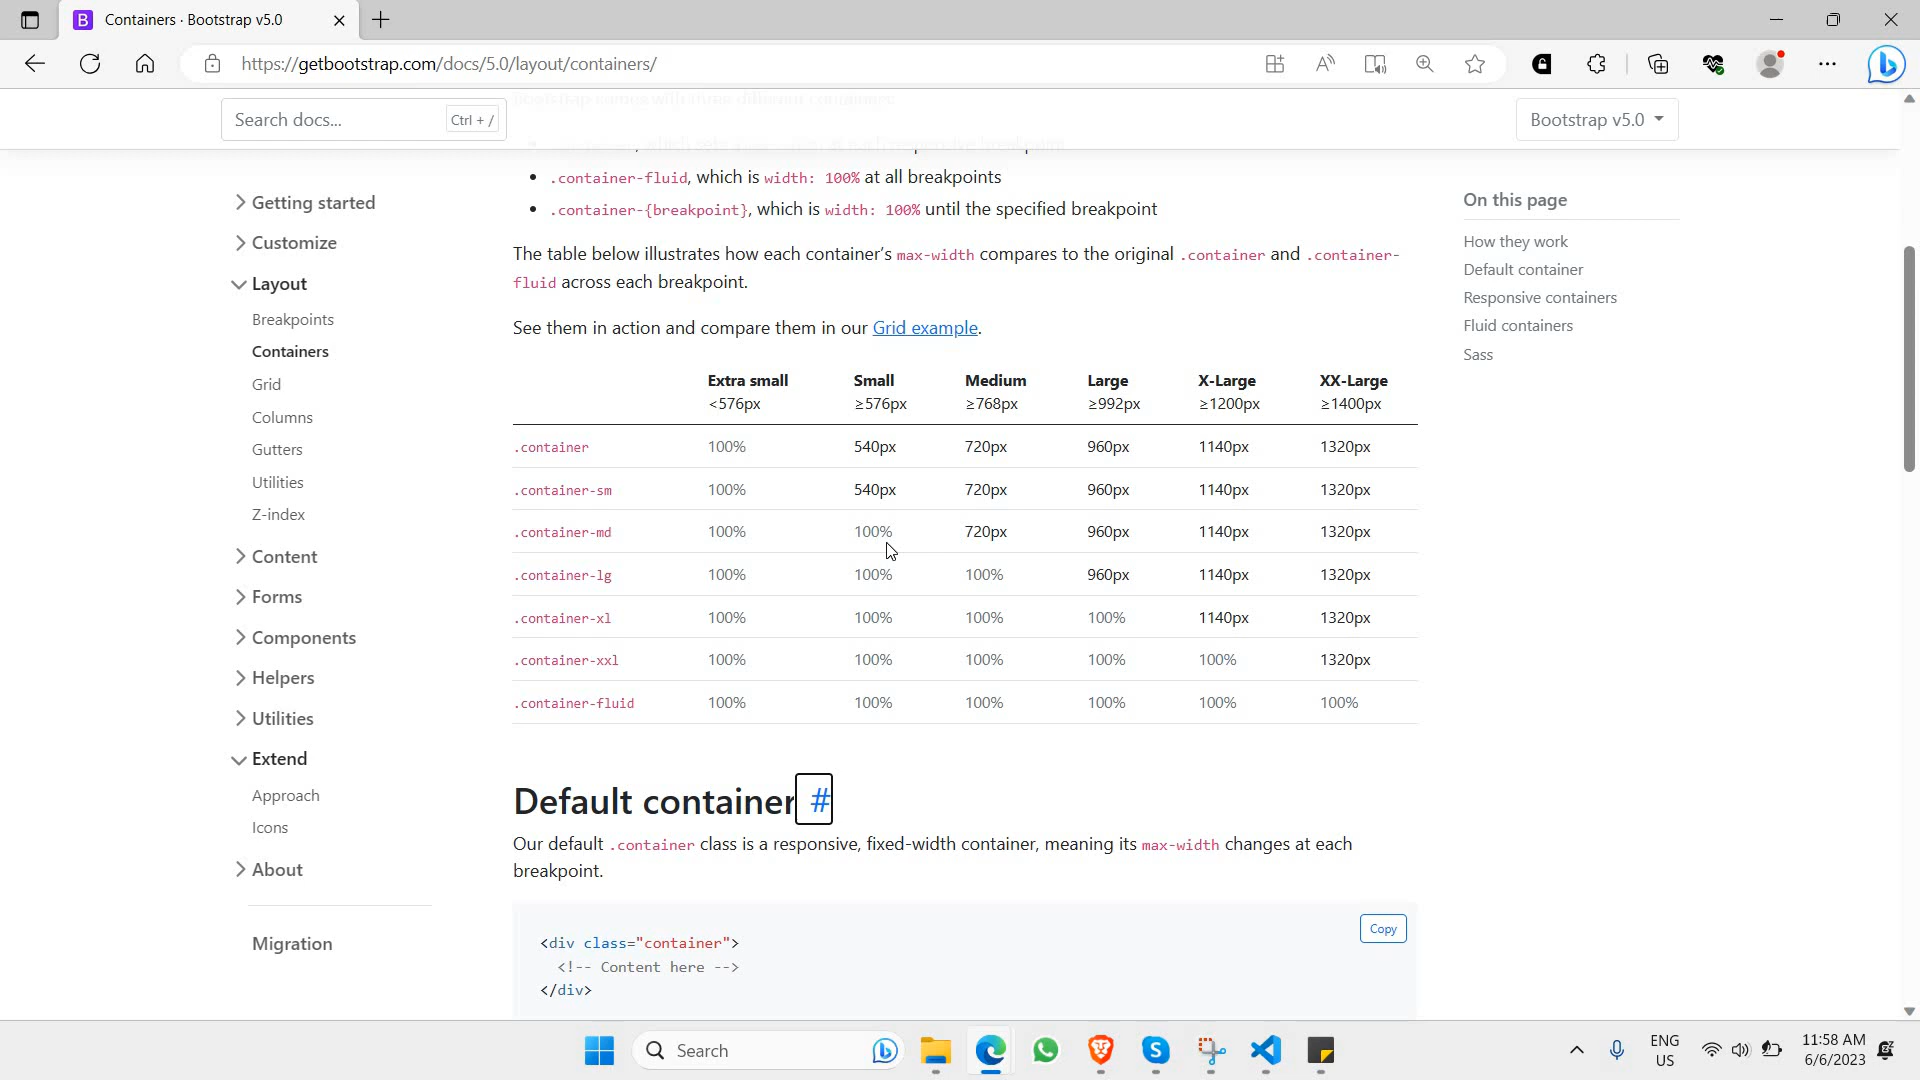 Containers · Bootstrap v5.0
https://getbootstrap.com/docs/5.0/layout/containers/
Bootstrap comes with three different containers:
Search docs... Ctrl + /
Bootstrap v5.0
Getting started
Customize
Layout
Breakpoints
Containers
Grid
Columns
Gutters
Utilities
Z-index
Content
Forms
Components
Helpers
Utilities
Extend
Approach
Icons
About
Migration
• .container-fluid, which is width: 100% at all breakpoints
• .container-{breakpoint}, which is width: 100% until the specified breakpoint
The table below illustrates how each container’s max-width compares to the original .container and .container-
fluid across each breakpoint.
See them in action and compare them in our Grid example.
Extra small Small Medium Large X-Large XX-Large
<576px ≥576px ≥768px ≥992px ≥1200px ≥1400px
.container 100% 540px 720px 960px 1140px 1320px
.container-sm 100% 540px 720px 960px 1140px 1320px
.container-md 100% 100% 720px 960px 1140px 1320px
.container-lg 100% 100% 100% 960px 1140px 1320px
.container-xl 100% 100% 100% 100% 1140px 1320px
.container-xxl 100% 100% 100% 100% 100% 1320px
.container-fluid 100% 100% 100% 100% 100% 100%
Default container #
Our default .container class is a responsive, fixed-width container, meaning its max-width changes at each
breakpoint.
Copy
<div class="container">
<!-- Content here -->
</div>
On this page
How they work
Default container
Responsive containers
Fluid containers
Sass
Search
ENG
US
11:58 AM
6/6/2023